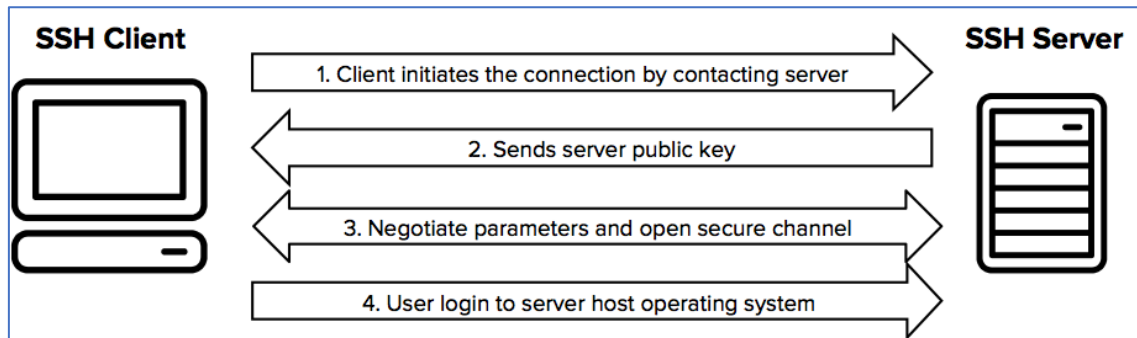 SSH Client
SSH Server
1. Client initiates the connection by contacting server
2. Sends server public key
3. Negotiate parameters and open secure channel
4. User login to server host operating system